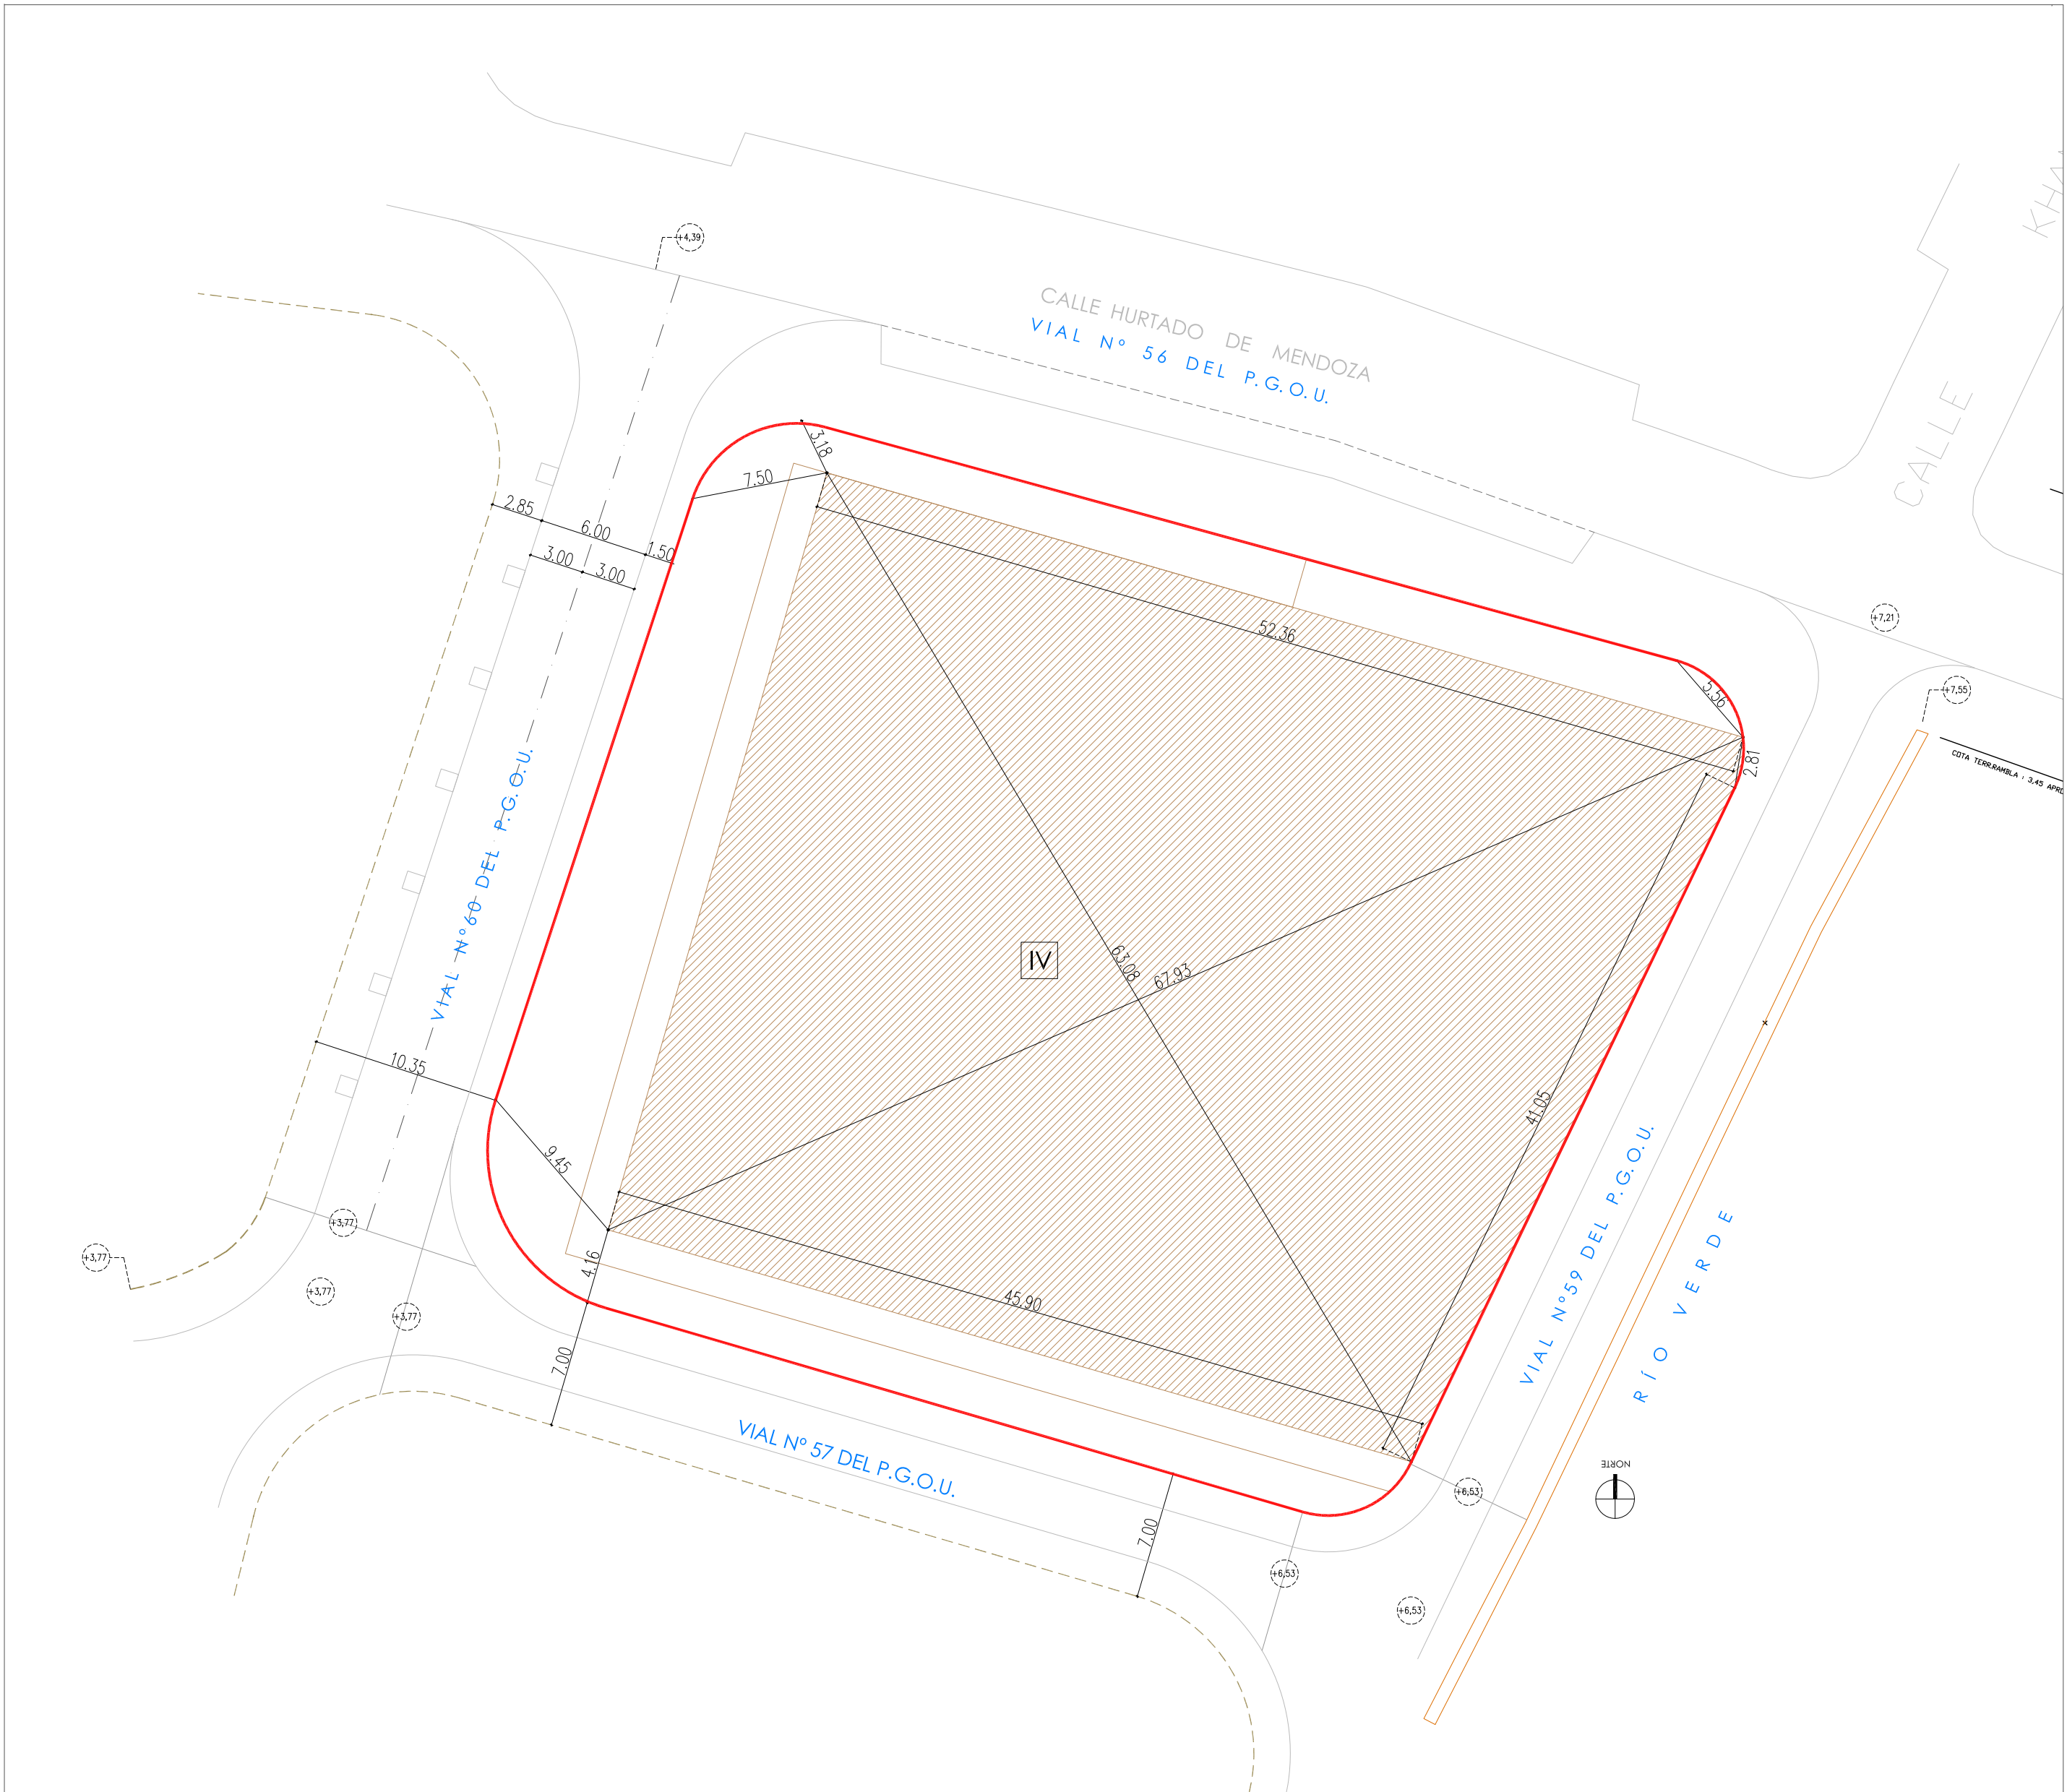 +4,39
CALLE HURTADO DE MENDOZA
VIAL Nº 56 DEL P.G.O.U.
CALLE
3.18
7.50
2.85
6.00
1.50
3.00
3.00
52.36
+7,21
5.56
+7,55
2.81
COTA TERR.RAMBLA : 3,45
VIAL Nº60 DEL P.G.O.U.
IV
63.08
67.93
41.05
10.35
9.45
VIAL Nº59 DEL P.G.O.U.
RÍO VERDE
+3,77
+3,77
+3,77
+3,77
4.16
45.90
7.00
VIAL Nº 57 DEL P.G.O.U.
NORTE
+6,53
7.00
+6,53
+6,53